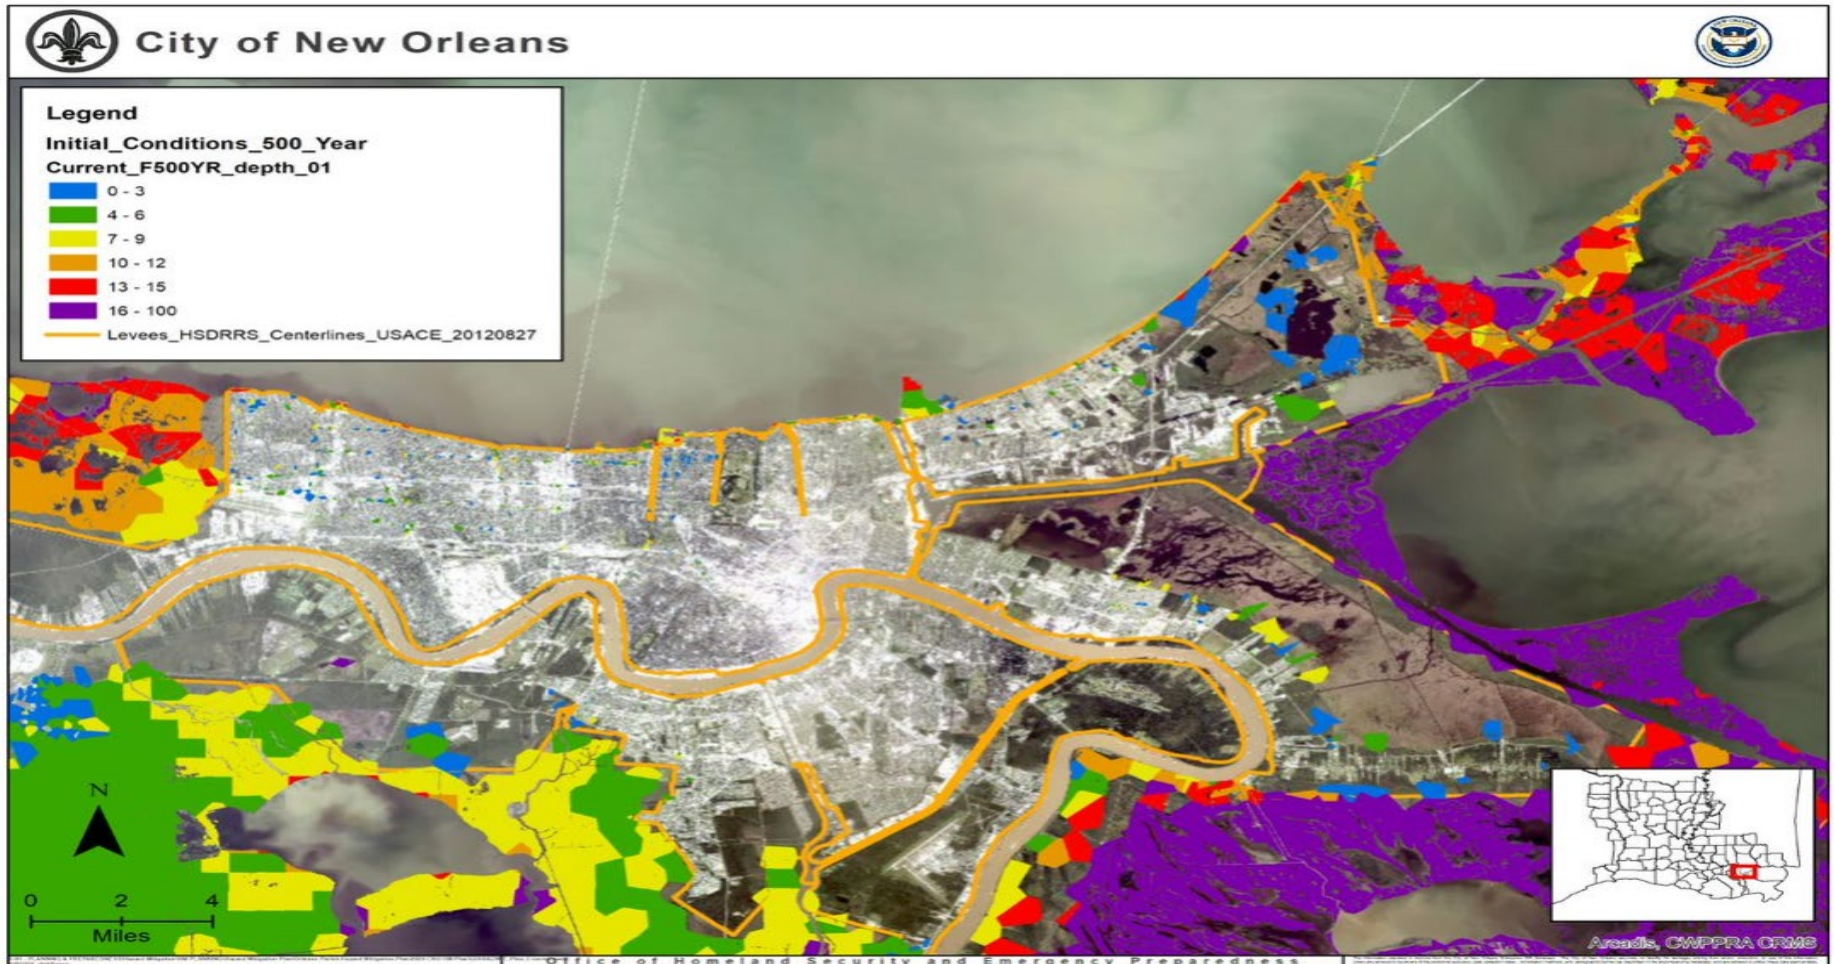 City of New Orleans
Legend
Initial_Conditions_500_Year
Current_F500YR_depth_01
0 - 3
4 - 6
7 - 9
10 - 12
13 - 15
16 - 100
Levees_HSDRRS_Centerlines_USACE_20120827
N
0 2 4
Miles
Arcadis, CWPPRA CRMS
Office of Homeland Security and Emergency Preparedness